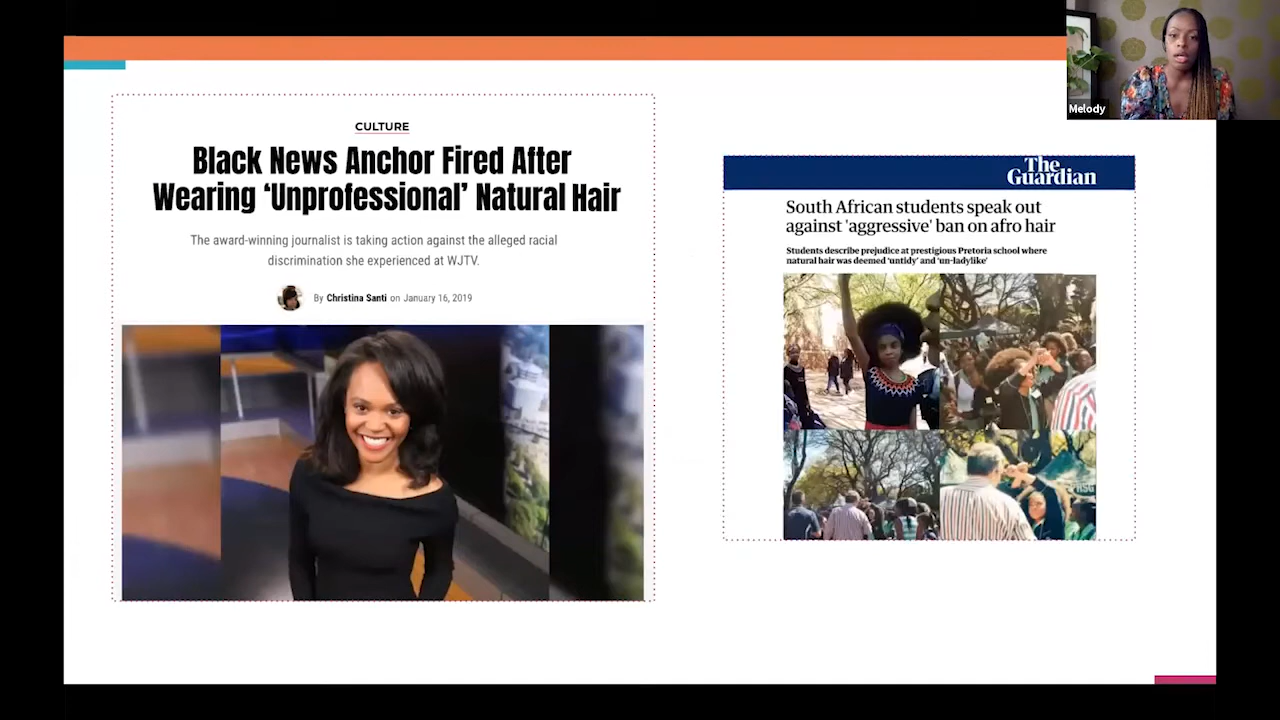 Melody
CULTURE
Black News Anchor Fired After
Wearing ‘Unprofessional’ Natural Hair
The award-winning journalist is taking action against the alleged racial
discrimination she experienced at WJTV.
By Christina Santi on January 16, 2019
The
Guardian
South African students speak out
against 'aggressive' ban on afro hair
Students describe prejudice at prestigious Pretoria school where
natural hair was deemed 'untidy' and 'un-ladylike'